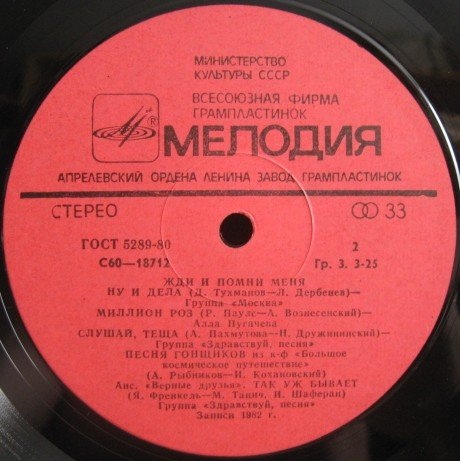 МИНИСТЕРСТВО
КУЛЬТУРЫ СССР
ВСЕСОЮЗНАЯ ФИРМА
ГРАМПЛАСТИНОК
® МЕЛОДИЯ
АПРЕЛЕВСКИЙ ОРДЕНА ЛЕНИНА ЗАВОД ГРАМПЛАСТИНОК
СТЕРЕО 33
ГОСТ 5289-80 2
С60—18712 Гр. 3. 3-25
ЖДИ И ПОМНИ МЕНЯ
НУ И ДЕЛА (Д. Тухманов—Л. Дербенев)—
Группа «Москва»
МИЛЛИОН РОЗ (Р. Паулс—А. Вознесенский)—
Алла Пугачева
СЛУШАЙ, ТЕЩА (А. Пахмутова—Н. Дружининский)—
Группа «Здравствуй, песня»
ПЕСНЯ ГОНЩИКОВ из к-ф «Большое
космическое путешествие»
(А. Рыбников—И. Кохановский)
Анс. «Верные друзья». ТАК УЖ БЫВАЕТ
(Я. Френкель—М. Танич, И. Шаферан)
Группа «Здравствуй, песня»
Записи 1982 г.